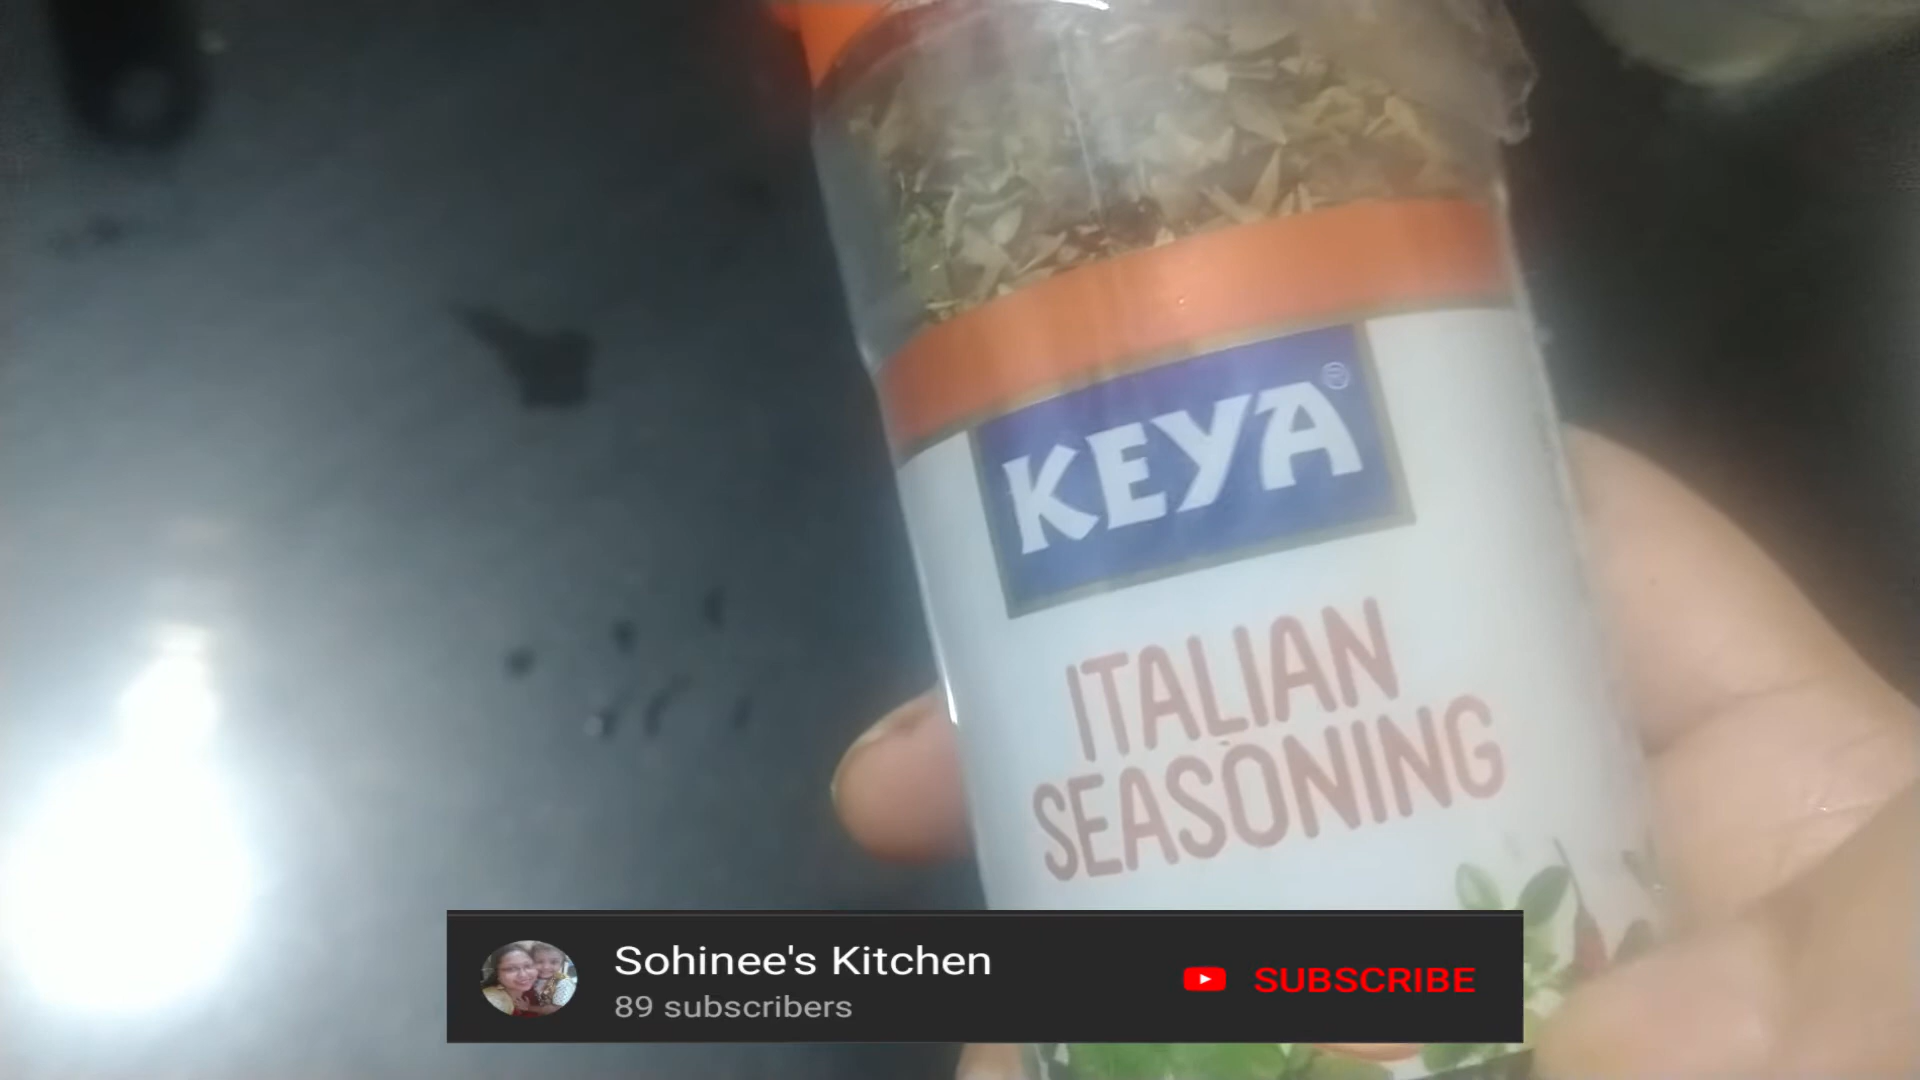 KEYA®
ITALIAN
SEASONING
Sohinee's Kitchen
89 subscribers
SUBSCRIBE